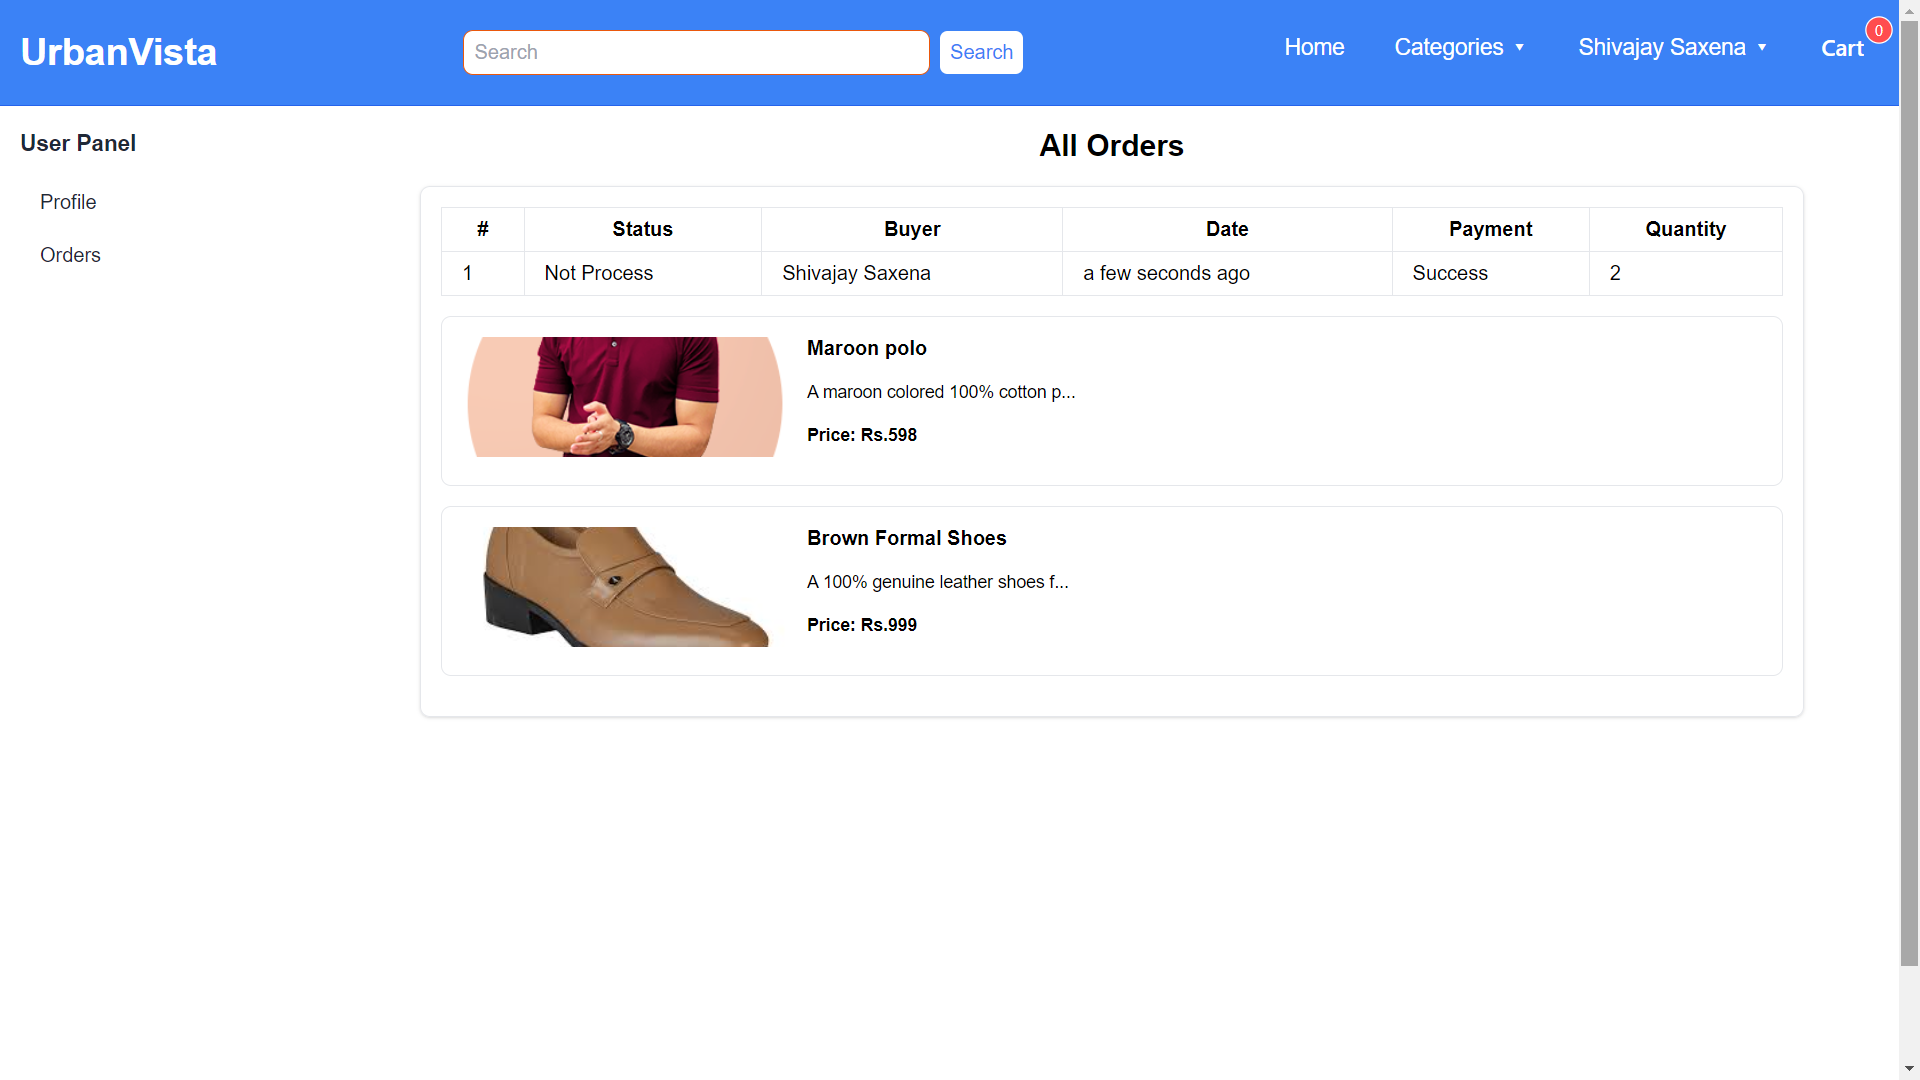 UrbanVista
Search
Search
Home
Categories
Shivajay Saxena
Cart
0
User Panel
Profile
Orders
All Orders
# Status Buyer Date Payment Quantity
1 Not Process Shivajay Saxena a few seconds ago Success 2
Maroon polo
A maroon colored 100% cotton p...
Price: Rs.598
Brown Formal Shoes
A 100% genuine leather shoes f...
Price: Rs.999